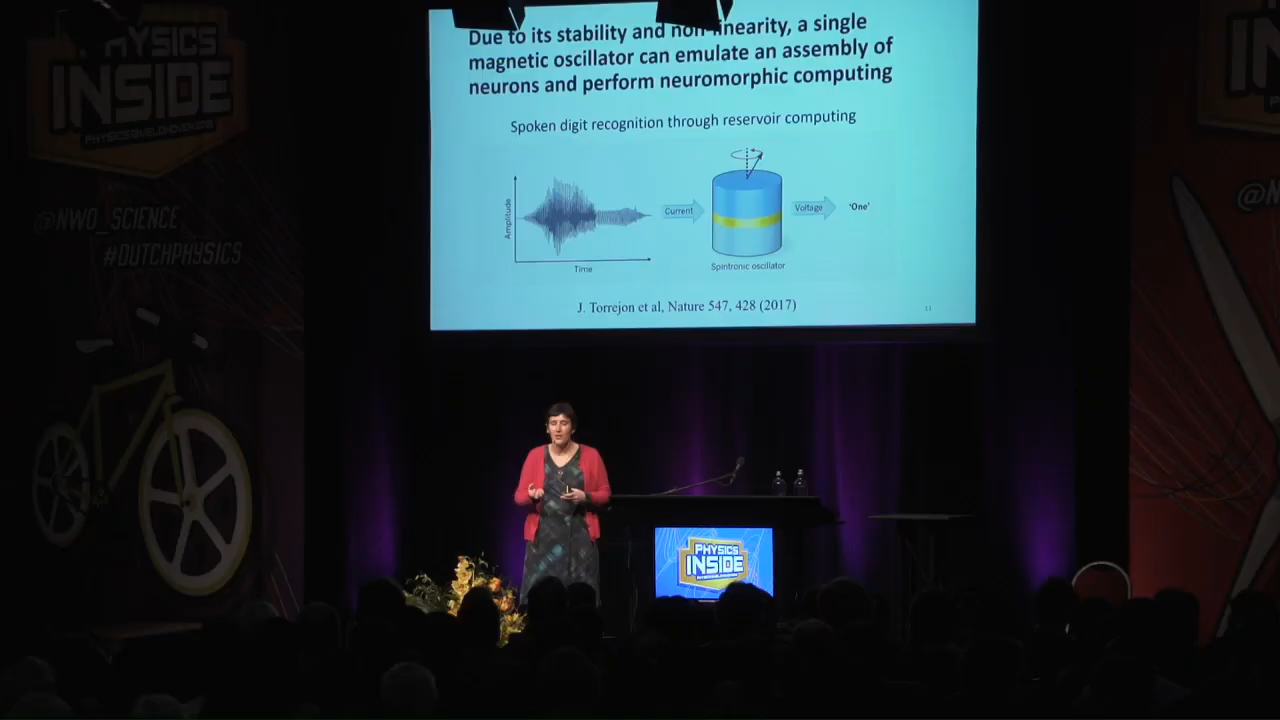 Due to its stability and non-linearity, a single
magnetic oscillator can emulate an assembly of
neurons and perform neuromorphic computing
Spoken digit recognition through reservoir computing
Amplitude
Time
Current
Spintronic oscillator
Voltage
'One'
J. Torrejon et al, Nature 547, 428 (2017)
11
PHYSICS
INSIDE
@NWO_SCIENCE
#DUTCHPHYSICS
PHYSICS
INSIDE
IN
@N